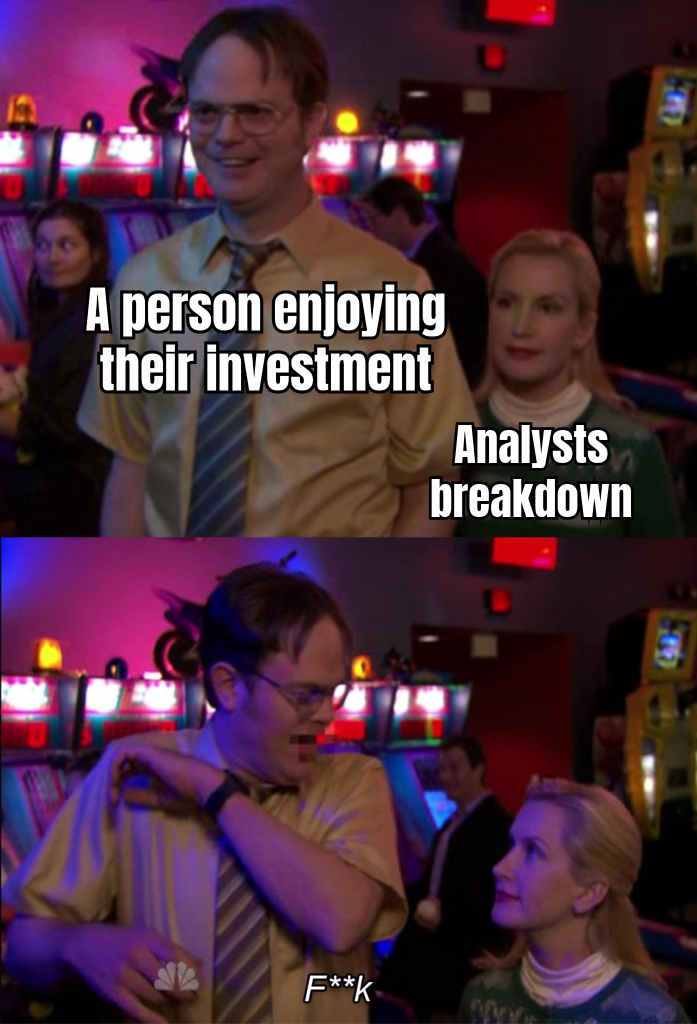 A person enjoying
their investment
Analysts
breakdown
F**k